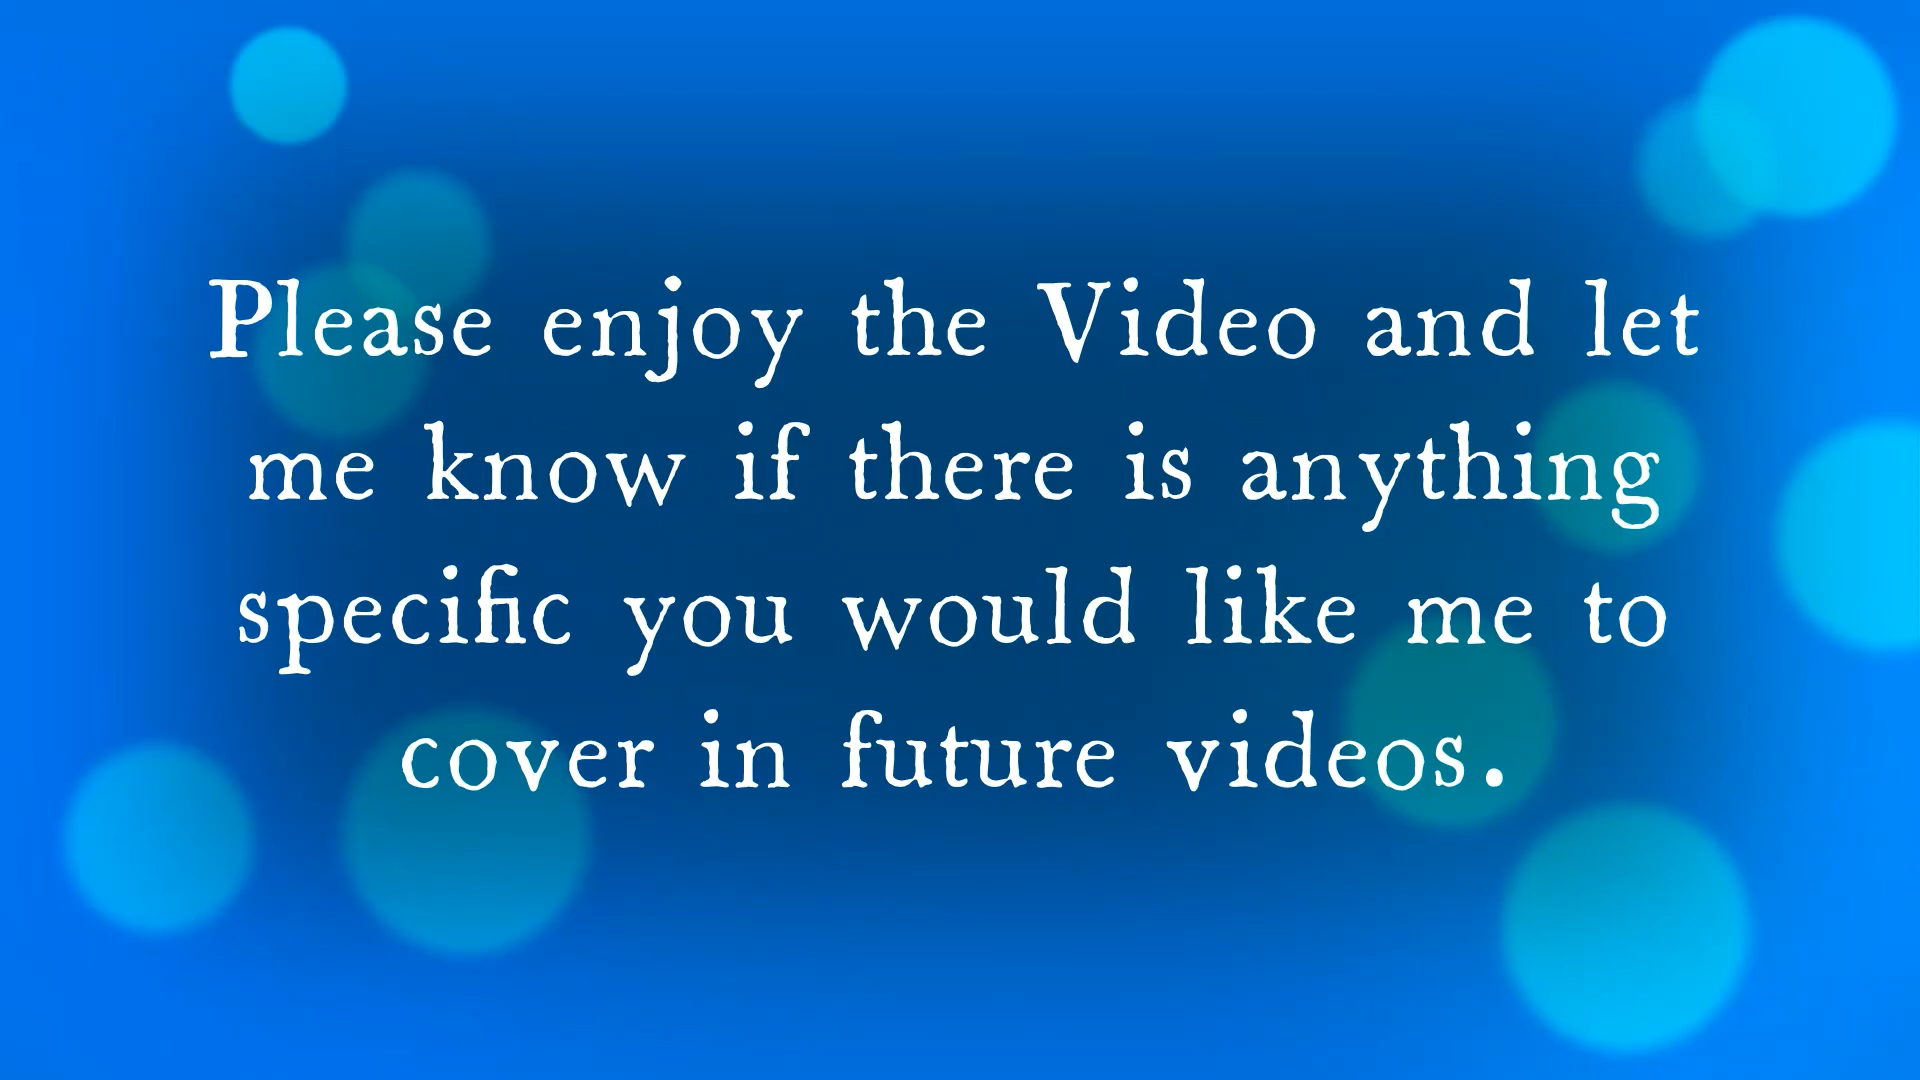 Please enjoy the Video and let
me know if there is anything
specific you would like me to
cover in future videos.